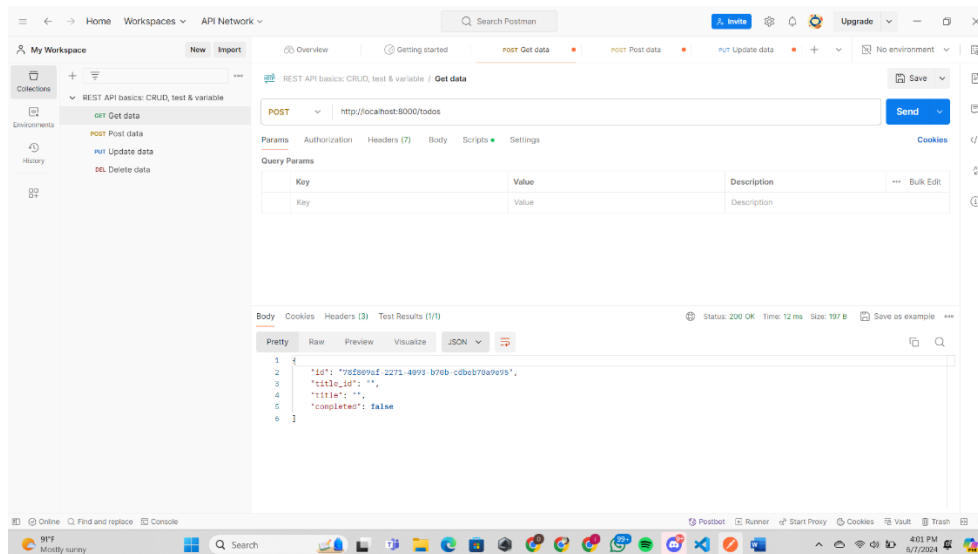 Home Workspaces API Network
Search Postman
Invite
Upgrade
My Workspace
New Import
Overview
Getting started
POST Get data
POST Post data
PUT Update data
No environment
Collections
REST API basics: CRUD, test & variable
GET Get data
POST Post data
PUT Update data
DEL Delete data
Environments
History
REST API basics: CRUD, test & variable / Get data
Save
POST http://localhost:8000/todos
Send
Params Authorization Headers (7) Body Scripts Settings
Cookies
Query Params
Key Value Description Bulk Edit
Key Value Description
Body Cookies Headers (3) Test Results (1/1)
Status: 200 OK Time: 12 ms Size: 197 B Save as example
Pretty Raw Preview Visualize JSON
1 {
2 "id": "78f809af-2271-4093-b70b-cdbeb70a9e95",
3 "title_id": "",
4 "title": "",
5 "completed": false
6 }
Online Find and replace Console
Postbot Runner Start Proxy Cookies Vault Trash
91°F
Mostly sunny
Search
99+
4:01 PM
6/7/2024